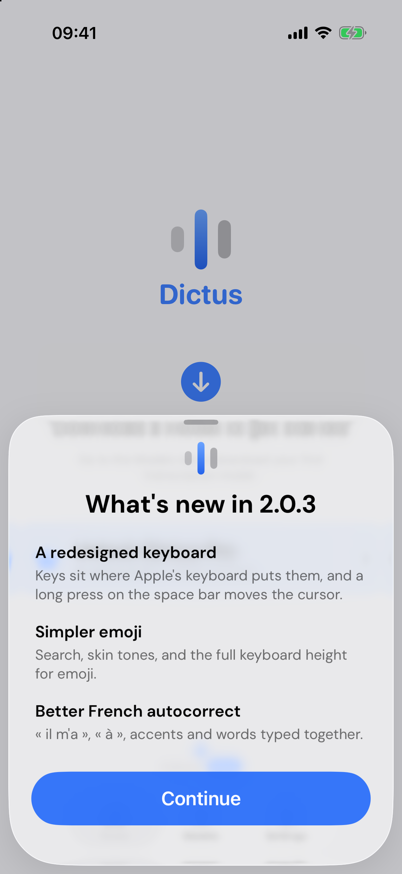 09:41
Dictus
What's new in 2.0.3
A redesigned keyboard
Keys sit where Apple's keyboard puts them, and a
long press on the space bar moves the cursor.
Simpler emoji
Search, skin tones, and the full keyboard height
for emoji.
Better French autocorrect
« il m'a », « à », accents and words typed together.
Continue